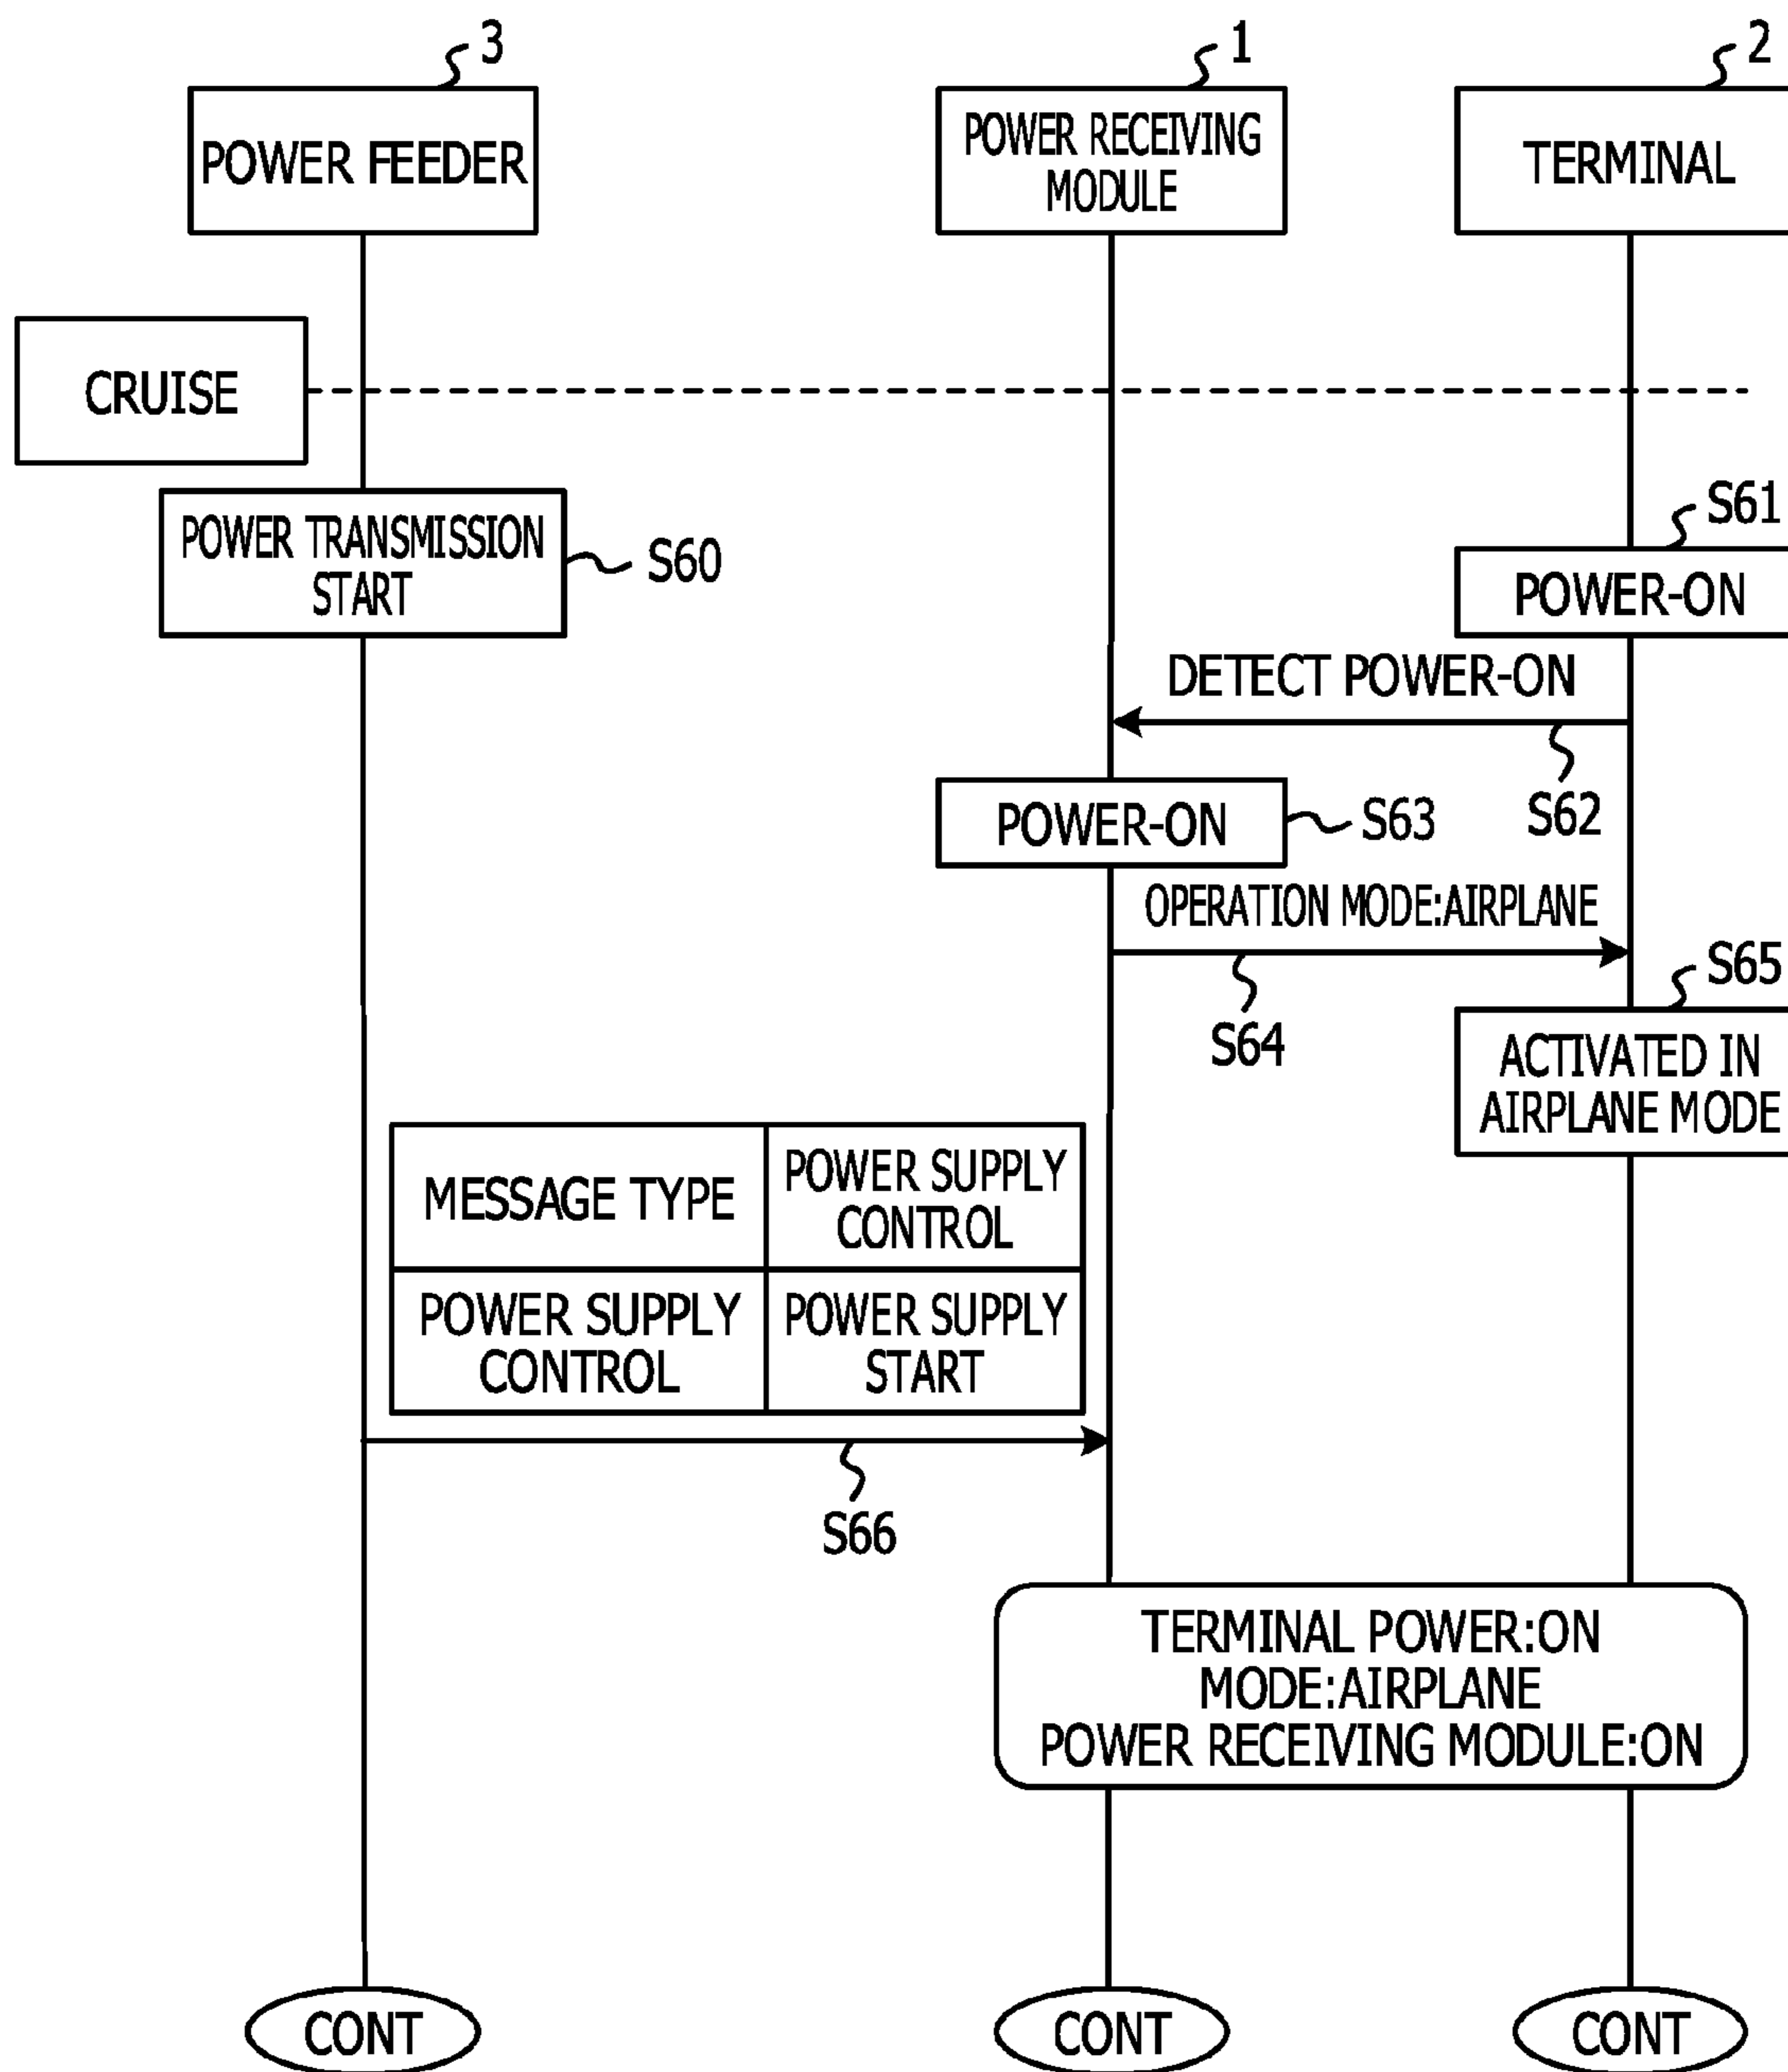 3
1
2
POWER FEEDER
POWER RECEIVING
MODULE
TERMINAL
CRUISE
POWER TRANSMISSION
START
S60
S61
POWER-ON
DETECT POWER-ON
S62
POWER-ON
S63
OPERATION MODE:AIRPLANE
S64
S65
ACTIVATED IN
AIRPLANE MODE
MESSAGE TYPE
POWER SUPPLY
CONTROL
POWER SUPPLY
CONTROL
POWER SUPPLY
START
S66
TERMINAL POWER:ON
MODE:AIRPLANE
POWER RECEIVING MODULE:ON
CONT
CONT
CONT